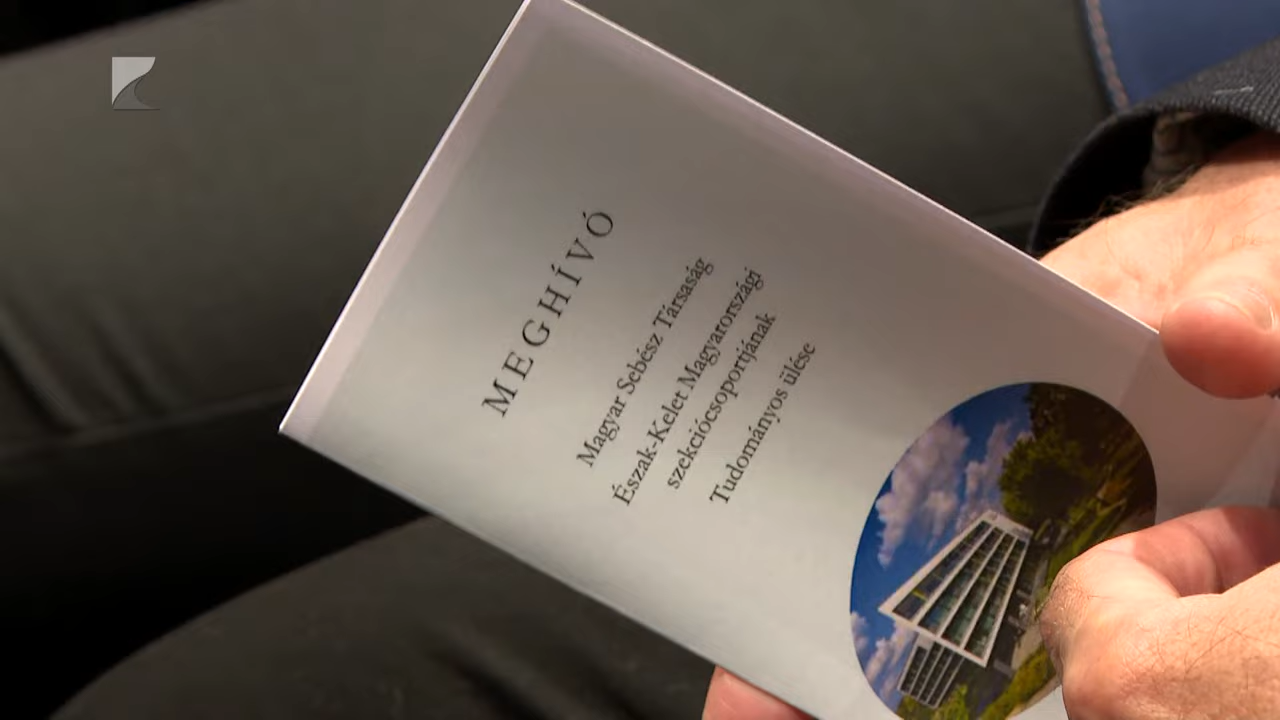 MEGHÍVÓ
Magyar Sebész Társaság
Észak-Kelet Magyarországi
szekciócsoportjának
Tudományos ülése